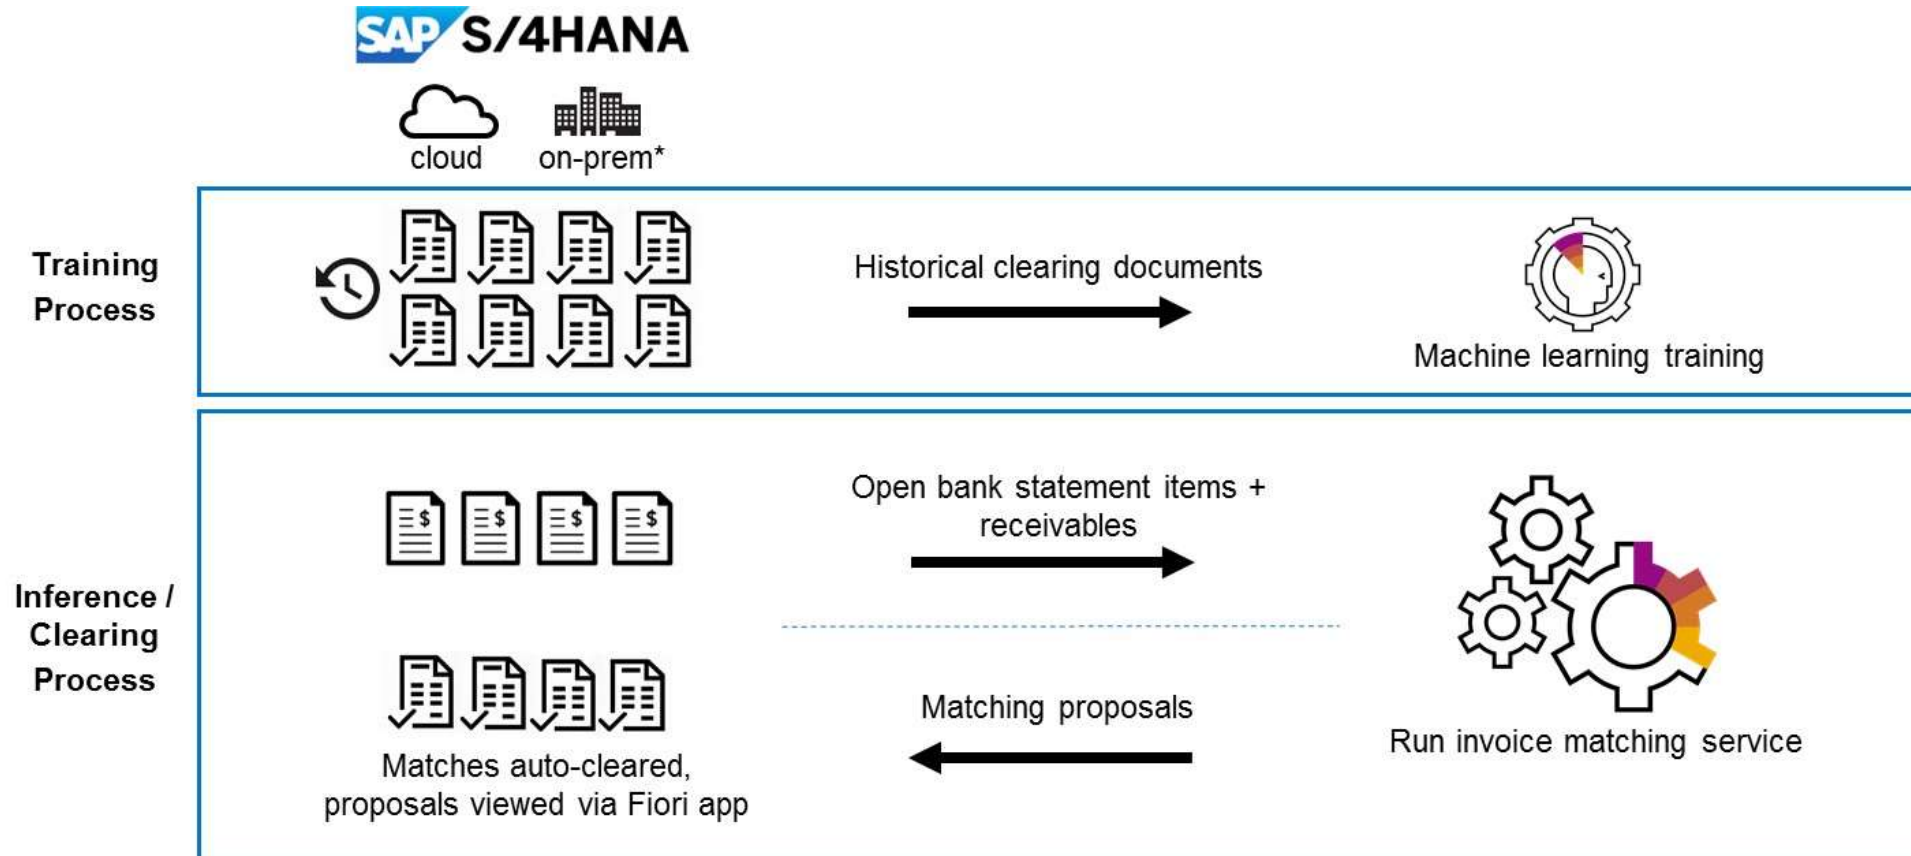 SAP S/4HANA
cloud
on-prem*
Training
Process
Historical clearing documents
Machine learning training
Inference /
Clearing
Process
Open bank statement items +
receivables
$ $ $ $
Matching proposals
Run invoice matching service
Matches auto-cleared,
proposals viewed via Fiori app